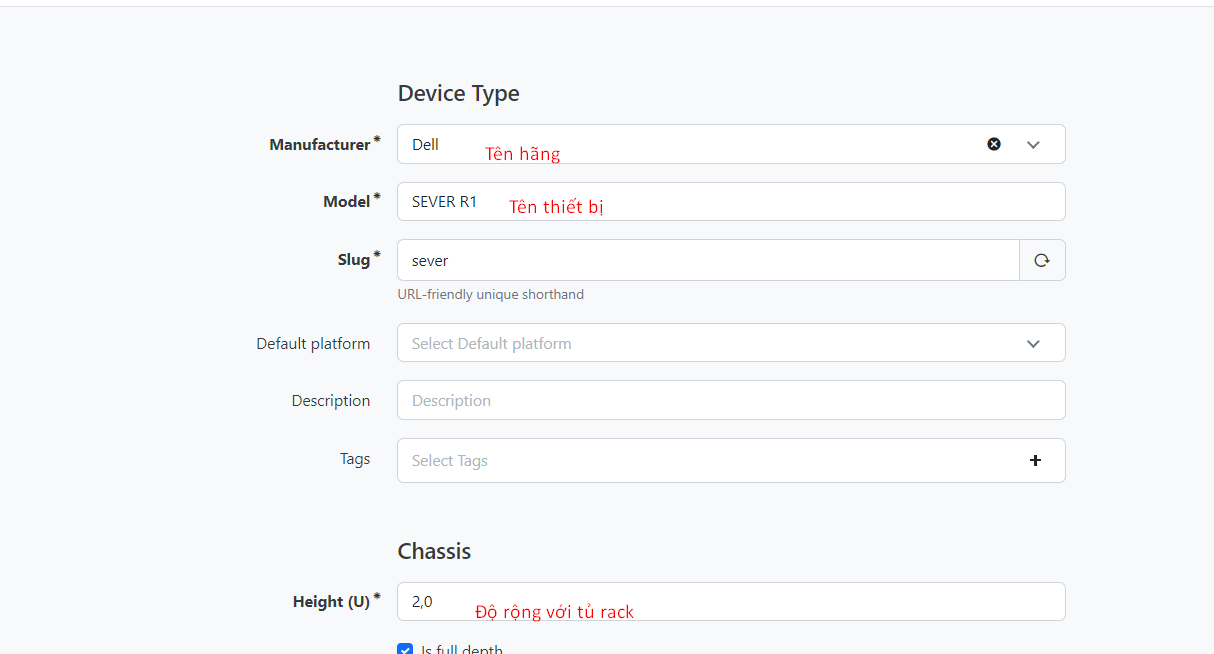 Device Type
Manufacturer * Dell Tên hãng
Model * SEVER R1 Tên thiết bị
Slug * sever
URL-friendly unique shorthand
Default platform Select Default platform
Description Description
Tags Select Tags
Chassis
Height (U) * 2,0 Độ rộng với tủ rack
Is full depth